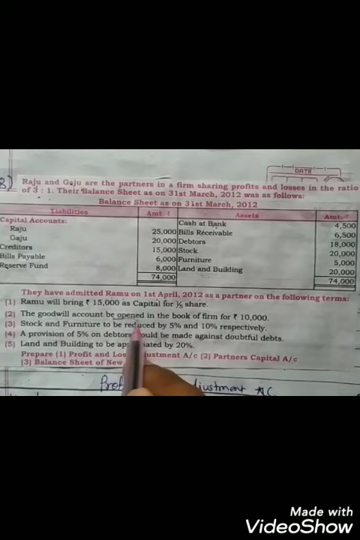 DATE
3) Raju and Gaju are the partners in a firm sharing profits and losses in the ratio
of 3 : 1. Their Balance Sheet as on 31st March, 2012 was as follows:
Balance Sheet as on 31st March, 2012
Liabilities Amt. ₹ Assets Amt. ₹
Capital Accounts: Cash at Bank 4,500
Raju 25,000 Bills Receivable 6,500
Gaju 20,000 Debtors 18,000
Creditors 15,000 Stock 20,000
Bills Payable 6,000 Furniture 5,000
Reserve Fund 8,000 Land and Building 20,000
74,000 74,000
They have admitted Ramu on 1st April, 2012 as a partner on the following terms:
(1) Ramu will bring ₹ 15,000 as Capital for share.
(2) The goodwill account be opened in the book of firm for ₹ 10,000.
(3) Stock and Furniture to be reduced by 5% and 10% respectively.
(4) A provision of 5% on debtors would be made against doubtful debts.
(5) Land and Building to be by 20%.
Prepare (1) Profit and Adjustment A/c (2) Partners Capital A/c
(3) Balance Sheet of New
Adjustment A/c
Made with
VideoShow